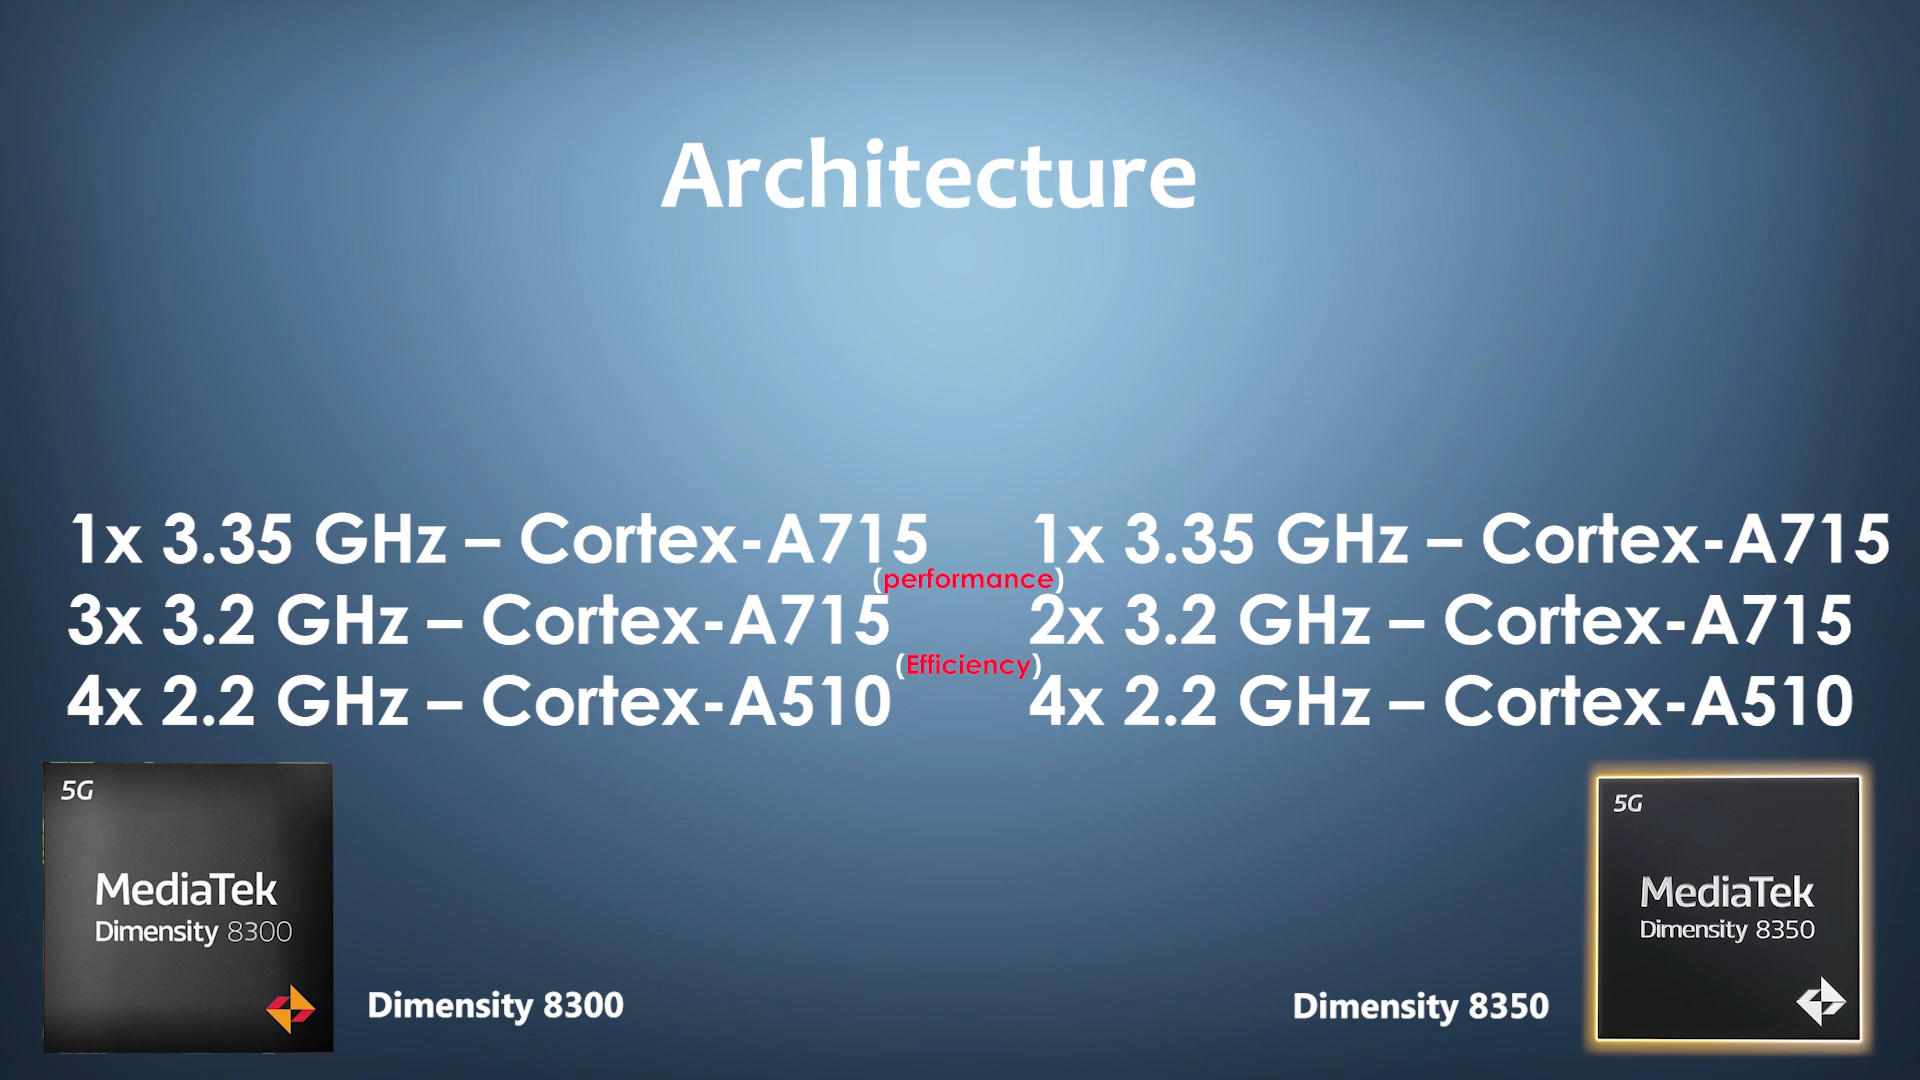 Architecture
1x 3.35 GHz – Cortex-A715
(performance)
3x 3.2 GHz – Cortex-A715
(Efficiency)
4x 2.2 GHz – Cortex-A510
1x 3.35 GHz – Cortex-A715
2x 3.2 GHz – Cortex-A715
4x 2.2 GHz – Cortex-A510
5G
MediaTek
Dimensity 8300
Dimensity 8300
Dimensity 8350
5G
MediaTek
Dimensity 8350